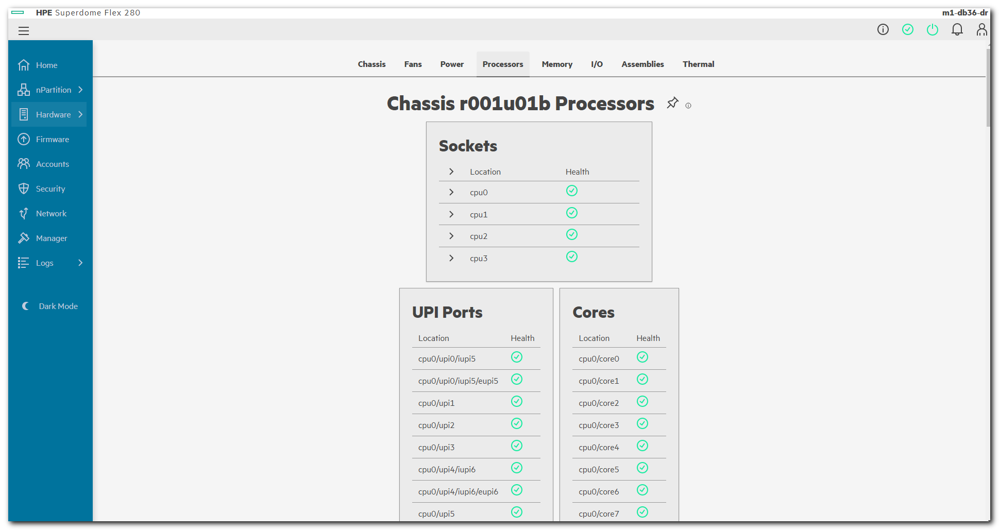 HPE Superdome Flex 280
m1-db36-dr
Home
nPartition
Hardware
Firmware
Accounts
Security
Network
Manager
Logs
Dark Mode
Chassis Fans Power Processors Memory I/O Assemblies Thermal
Chassis r001u01b Processors
Sockets
Location Health
cpu0
cpu1
cpu2
cpu3
UPI Ports
Location Health
cpu0/upi0/iupi5
cpu0/upi0/iupi5/eupi5
cpu0/upi1
cpu0/upi2
cpu0/upi3
cpu0/upi4/iupi6
cpu0/upi4/iupi6/eupi6
cpu0/upi5
Cores
Location Health
cpu0/core0
cpu0/core1
cpu0/core2
cpu0/core3
cpu0/core4
cpu0/core5
cpu0/core6
cpu0/core7